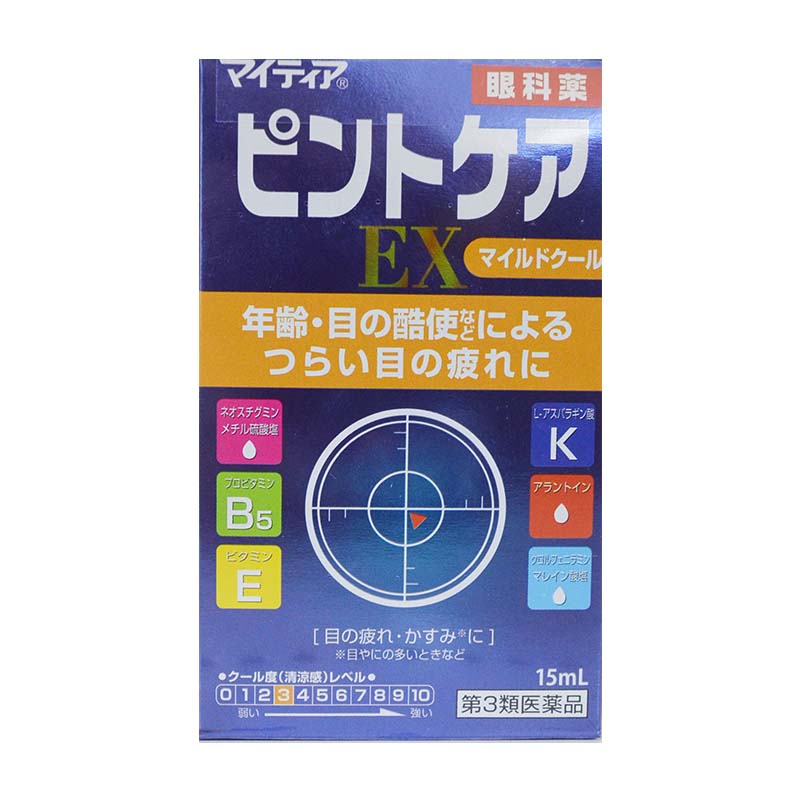 マイティア®
眼科薬
ピントケア
EX
マイルドクール
年齢・目の酷使などによる
つらい目の疲れに
ネオスチグミン
メチル硫酸塩
プロビタミン
B5
ビタミン
E
L-アスパラギン酸
K
アラントイン
クロルフェニラミン
マレイン酸塩
[目の疲れ・かすみ※に]
※目やにの多いときなど
●クール度(清涼感)レベル●
0 1 2 3 4 5 6 7 8 9 10
弱い 強い
15mL
第3類医薬品